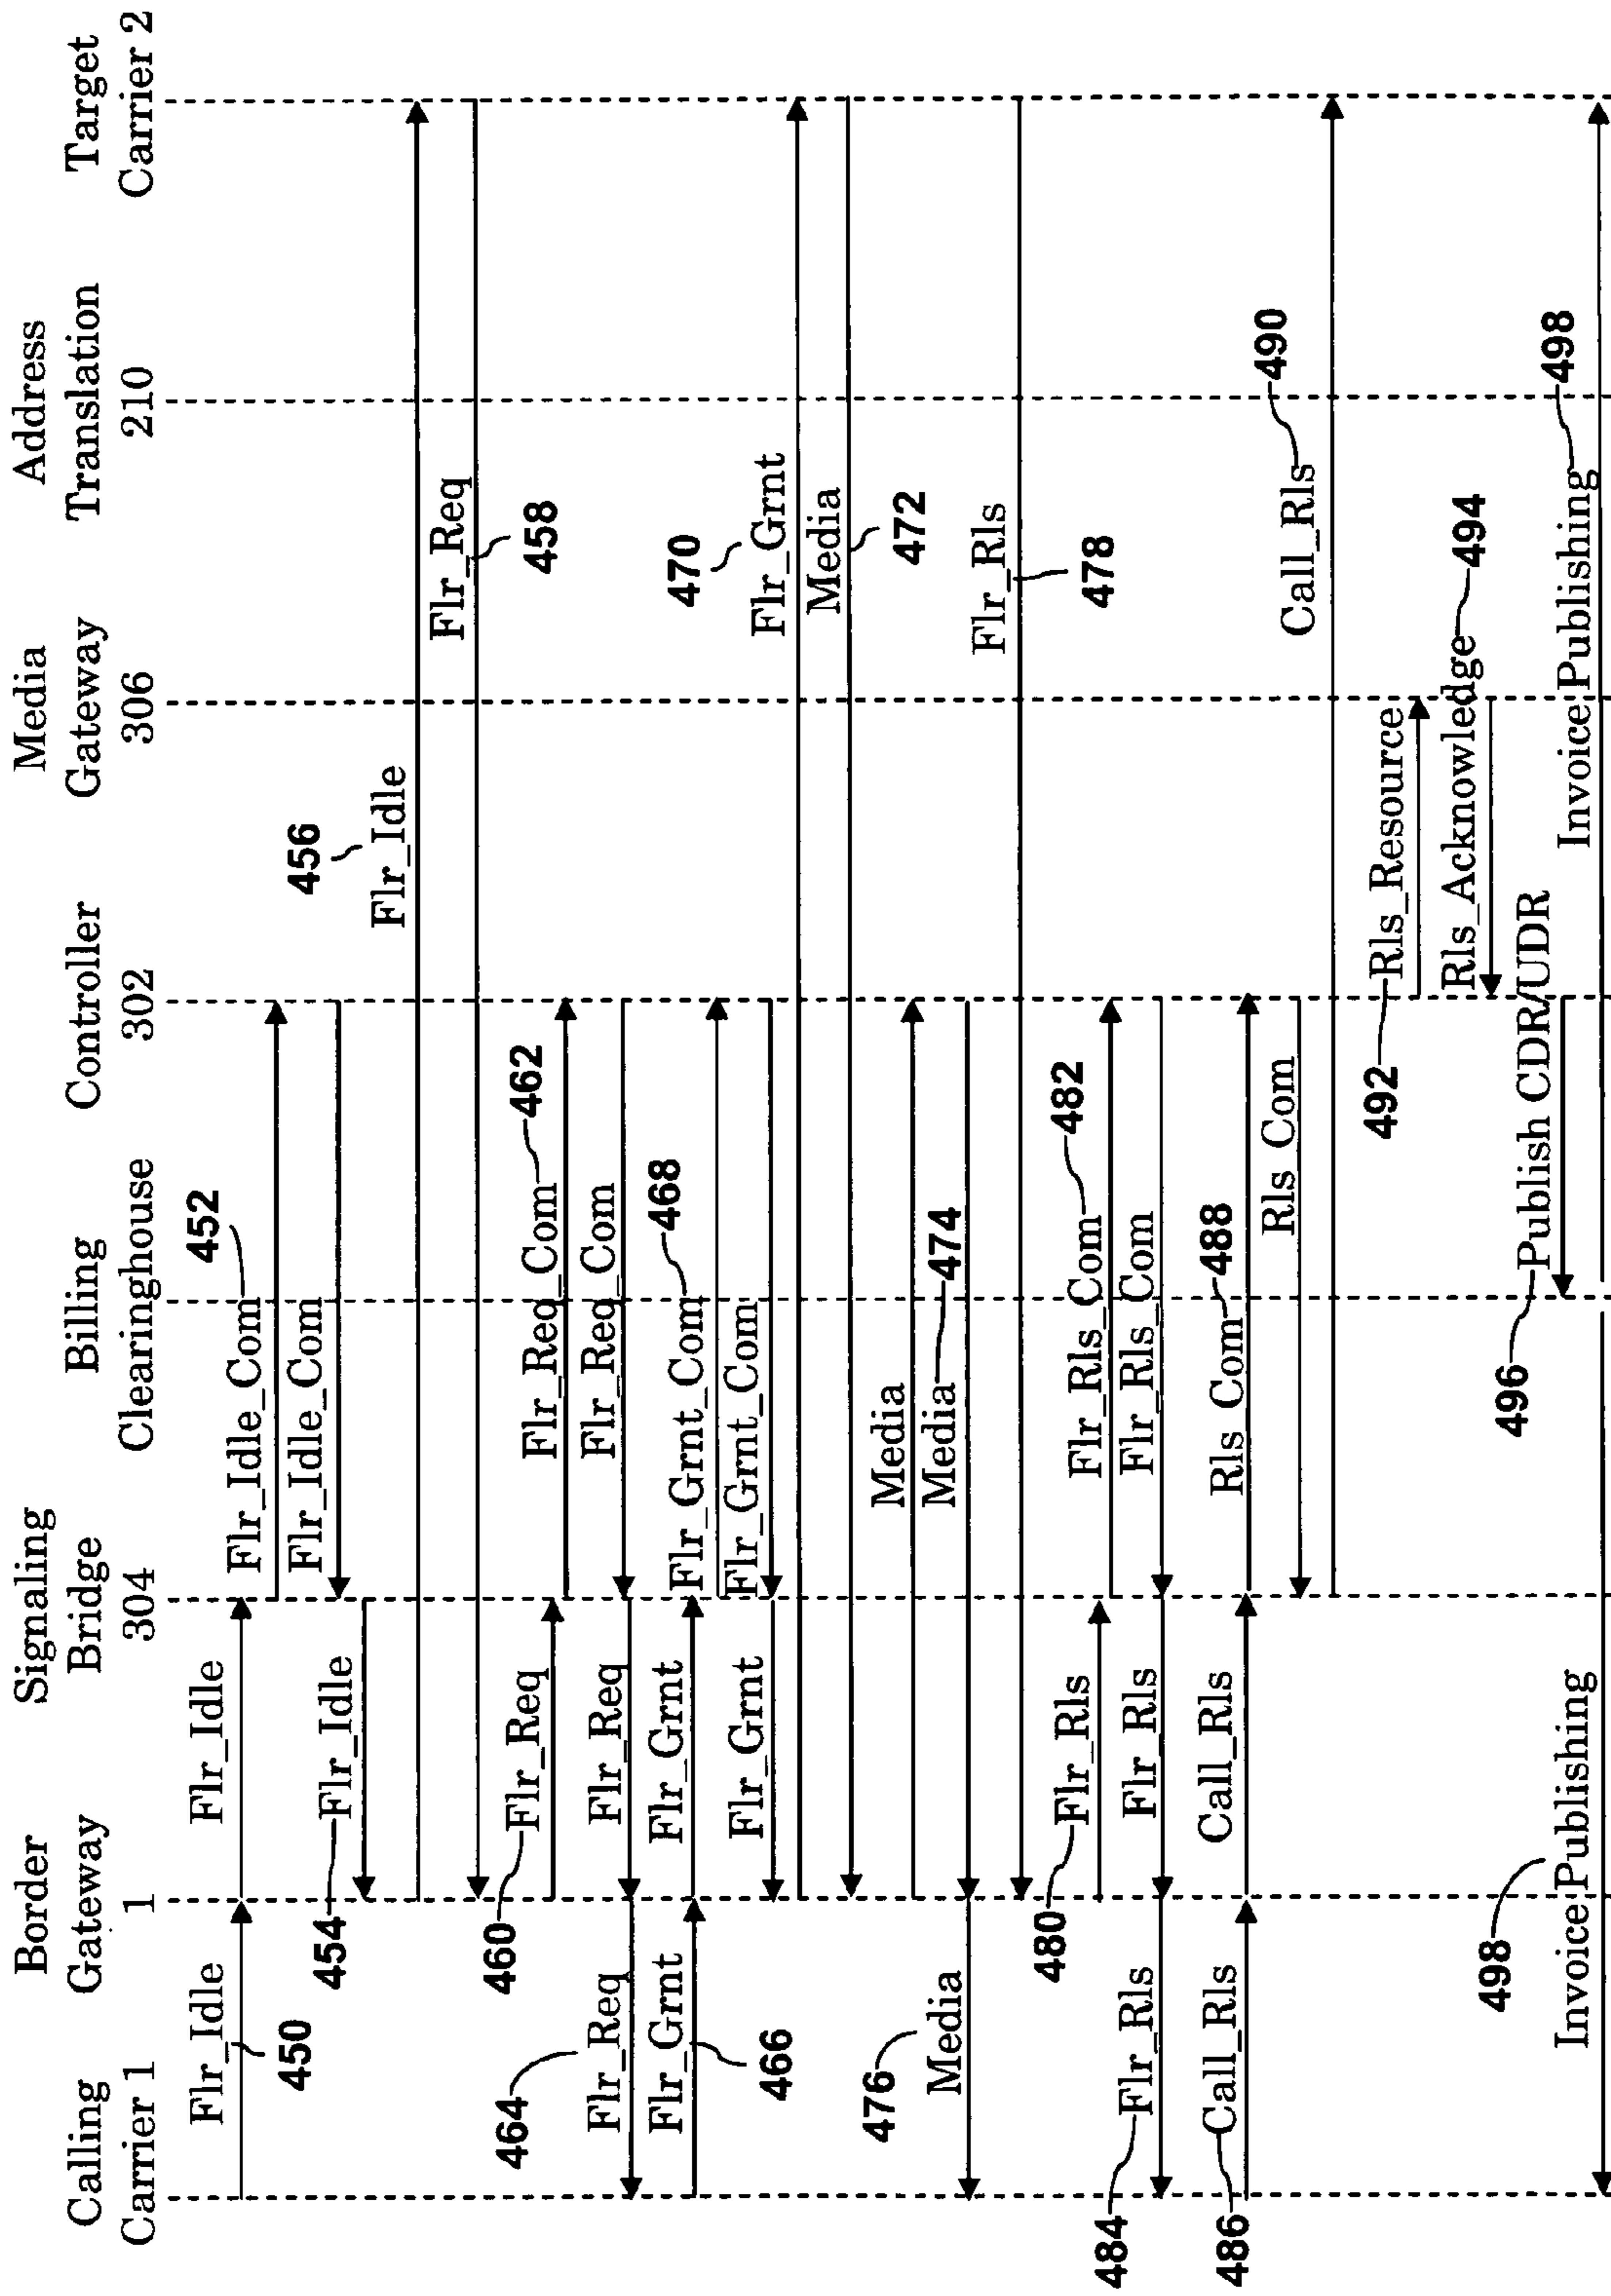 Calling
Carrier 1
Border
Gateway
1
Signaling
Bridge
304
Billing
Clearinghouse
Controller
302
Media
Gateway
306
Address
Translation
210
Target
Carrier 2
Flr_Idle
450
Flr_Idle
Flr_Idle_Com
452
Flr_Idle_Com
454
Flr_Idle
456
Flr_Idle
Flr_Req
458
460
Flr_Req
Flr_Req_Com
462
Flr_Req_Com
Flr_Req
464
Flr_Req
Flr_Grnt
466
Flr_Grnt
Flr_Grnt_Com
468
Flr_Grnt_Com
Flr_Grnt
470
Flr_Grnt
Media
472
Media
Media
474
476
Media
Flr_Rls
478
480
Flr_Rls
Flr_Rls_Com
482
Flr_Rls_Com
Flr_Rls
484
Flr_Rls
486
Call_Rls
Call_Rls
Rls Com
488
Rls Com
Call_Rls
490
492
Rls_Resource
Rls_Acknowledge
494
496
Publish CDR/UDR
498
Invoice Publishing
Invoice Publishing
498